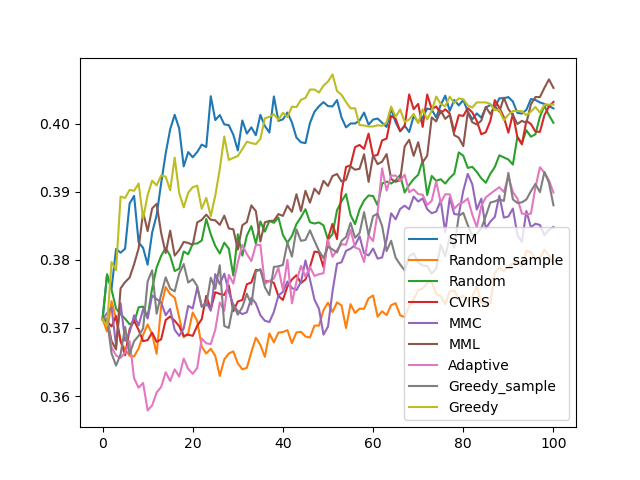 0.40
0.39
0.38
0.37
0.36
0
20
40
60
80
100
STM
Random_sample
Random
CVIRS
MMC
MML
Adaptive
Greedy_sample
Greedy